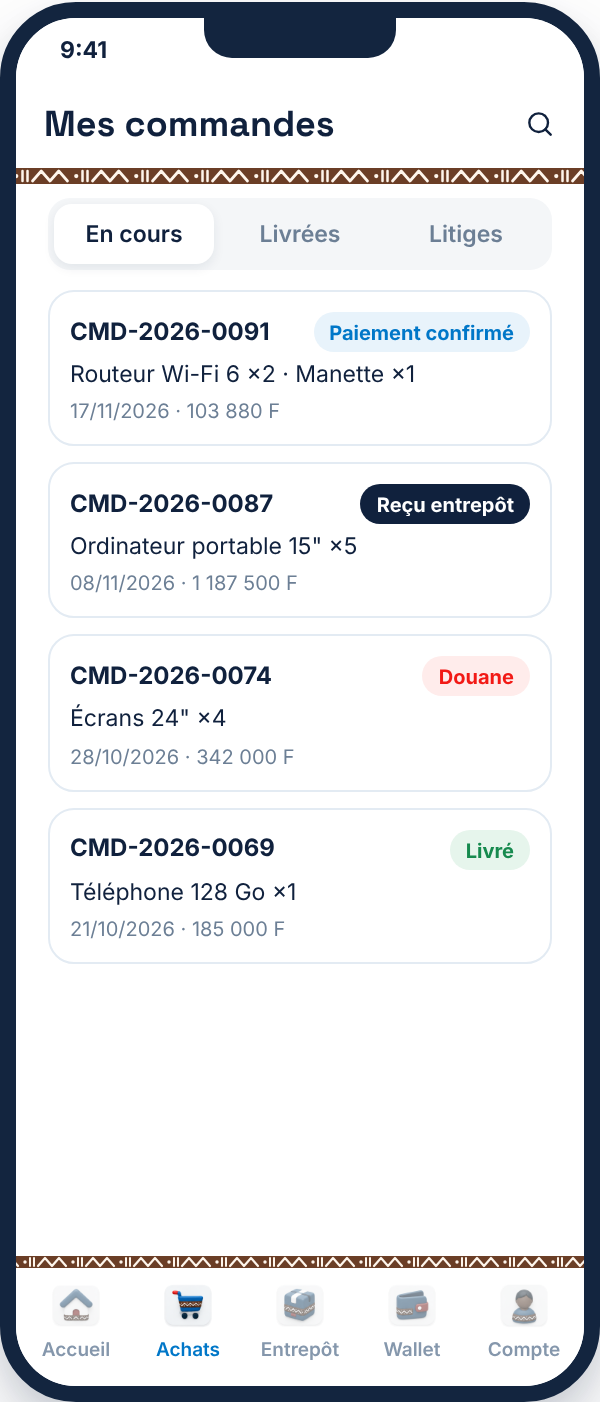 9:41
Mes commandes
En cours Livrées Litiges
CMD-2026-0091 Paiement confirmé
Routeur Wi-Fi 6 ×2 · Manette ×1
17/11/2026 · 103 880 F
CMD-2026-0087 Reçu entrepôt
Ordinateur portable 15" ×5
08/11/2026 · 1 187 500 F
CMD-2026-0074 Douane
Écrans 24" ×4
28/10/2026 · 342 000 F
CMD-2026-0069 Livré
Téléphone 128 Go ×1
21/10/2026 · 185 000 F
Accueil Achats Entrepôt Wallet Compte